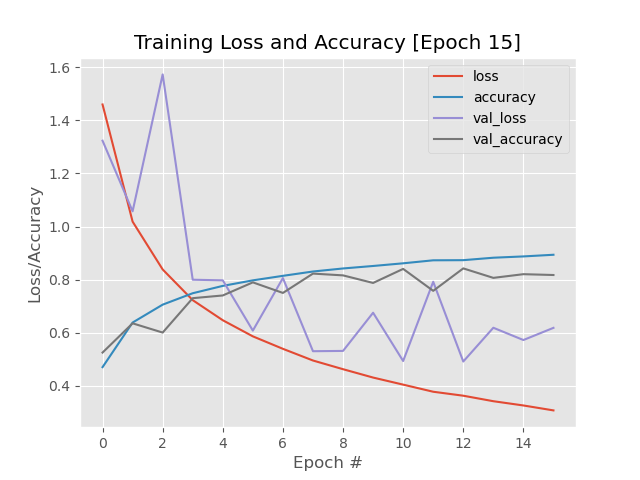 Training Loss and Accuracy [Epoch 15]
loss
accuracy
val_loss
val_accuracy
Loss/Accuracy
1.6
1.4
1.2
1.0
0.8
0.6
0.4
0 2 4 6 8 10 12 14
Epoch #